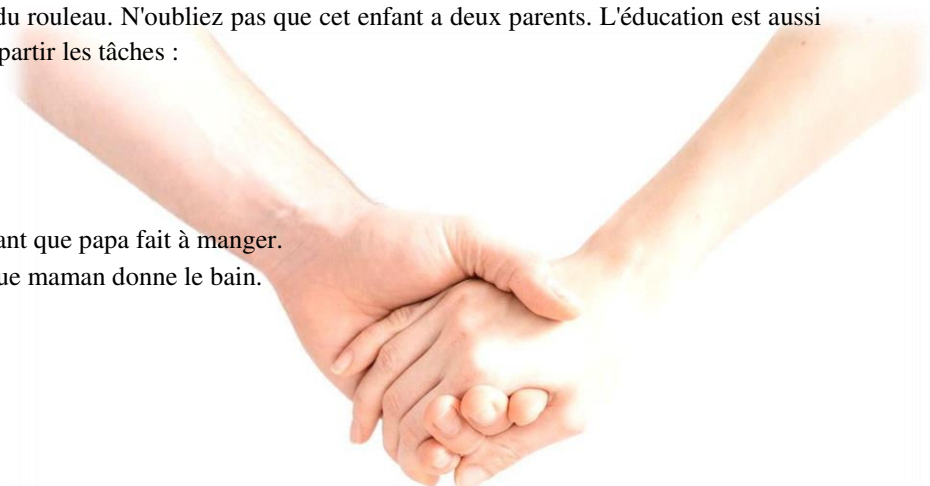 du rouleau. N'oubliez pas que cet enfant a deux parents. L'éducation est aussi
partir les tâches :
ant que papa fait à manger.
ue maman donne le bain.